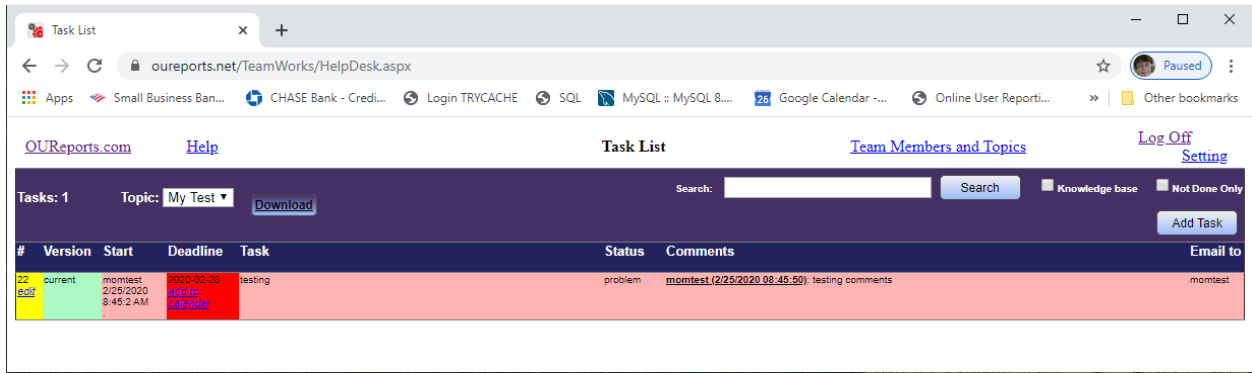 Task List
oureports.net/TeamWorks/HelpDesk.aspx
Paused
Apps Small Business Ban... CHASE Bank - Credi... Login TRYCACHE SQL MySQL :: MySQL 8.... 26 Google Calendar -... Online User Reporti... » Other bookmarks
OUReports.com Help Task List Team Members and Topics Log Off
Setting
Tasks: 1 Topic: My Test Download Search: Search Knowledge base Not Done Only
Add Task
# Version Start Deadline Task Status Comments Email to
22 current momtest 2020-02-28 testing problem momtest (2/25/2020 08:45:50): testing comments momtest
edit 2/25/2020 add to
8:45:2 AM calendar
.